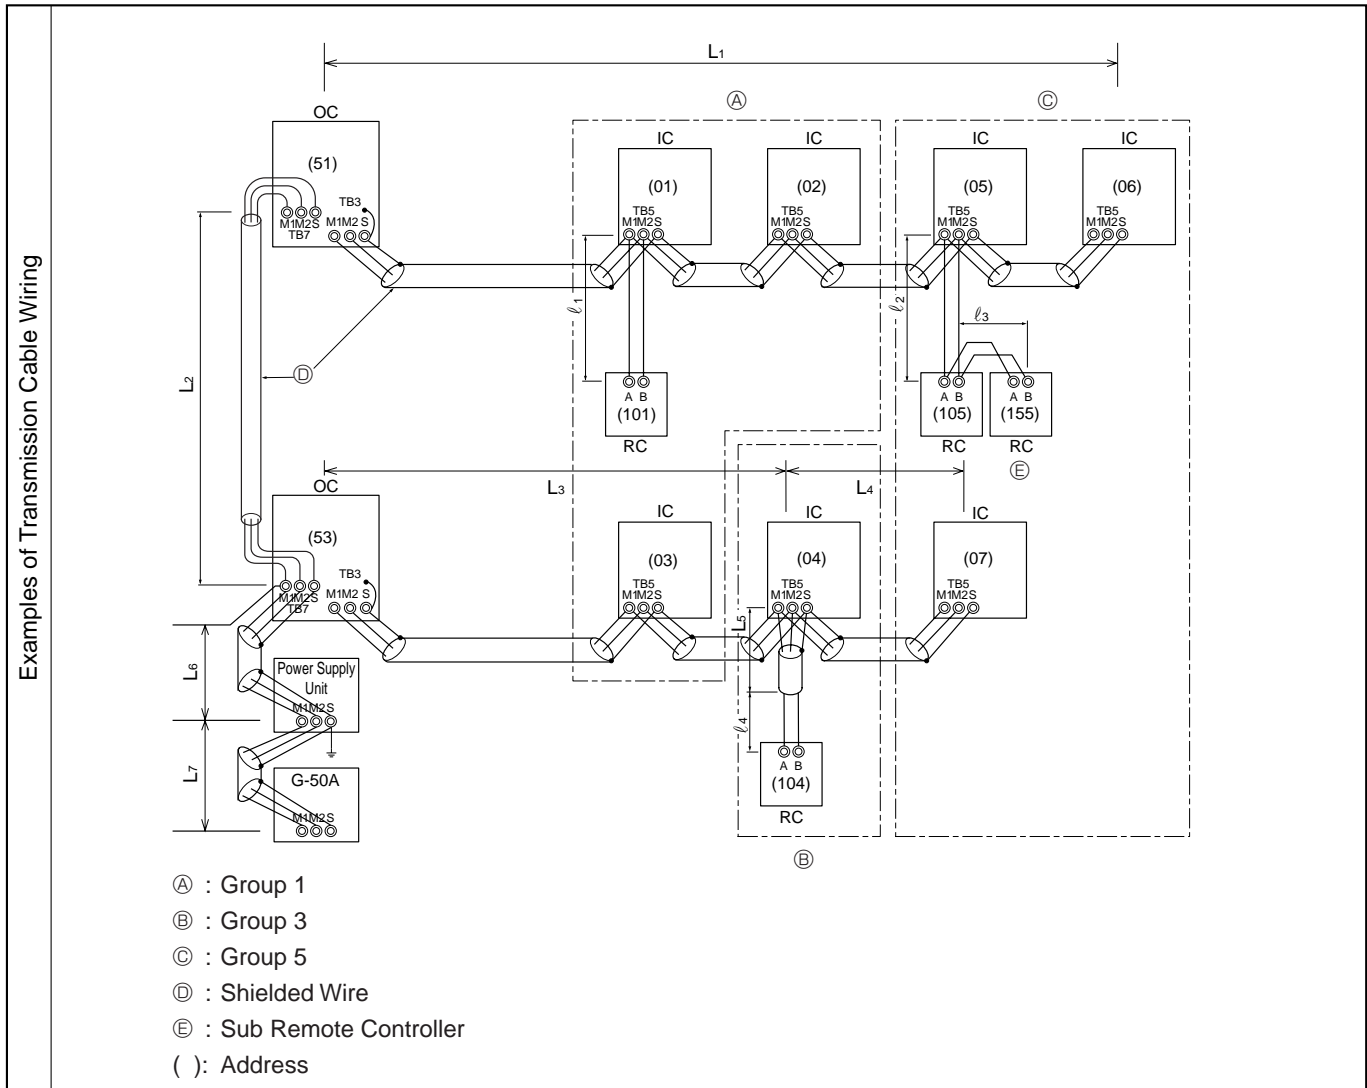 Examples of Transmission Cable Wiring
L1
Ⓐ Ⓒ
OC
(51)
TB3
M1M2S M1M2 S
TB7
IC IC IC IC
(01) (02) (05) (06)
TB5 TB5 TB5 TB5
M1M2S M1M2S M1M2S M1M2S
L2
Ⓓ
ℓ1 ℓ2 ℓ3
A B A B A B
(101) (105) (155)
RC RC RC
Ⓔ
L3 L4
OC
(53)
TB3
M1M2S M1M2 S
TB7
IC IC IC
(03) (04) (07)
TB5 TB5 TB5
M1M2S M1M2S M1M2S
L5
L6
Power Supply
Unit
M1M2S
ℓ4
A B
(104)
RC
L7
G-50A
M1M2S
Ⓑ
Ⓐ : Group 1
Ⓑ : Group 3
Ⓒ : Group 5
Ⓓ : Shielded Wire
Ⓔ : Sub Remote Controller
( ): Address